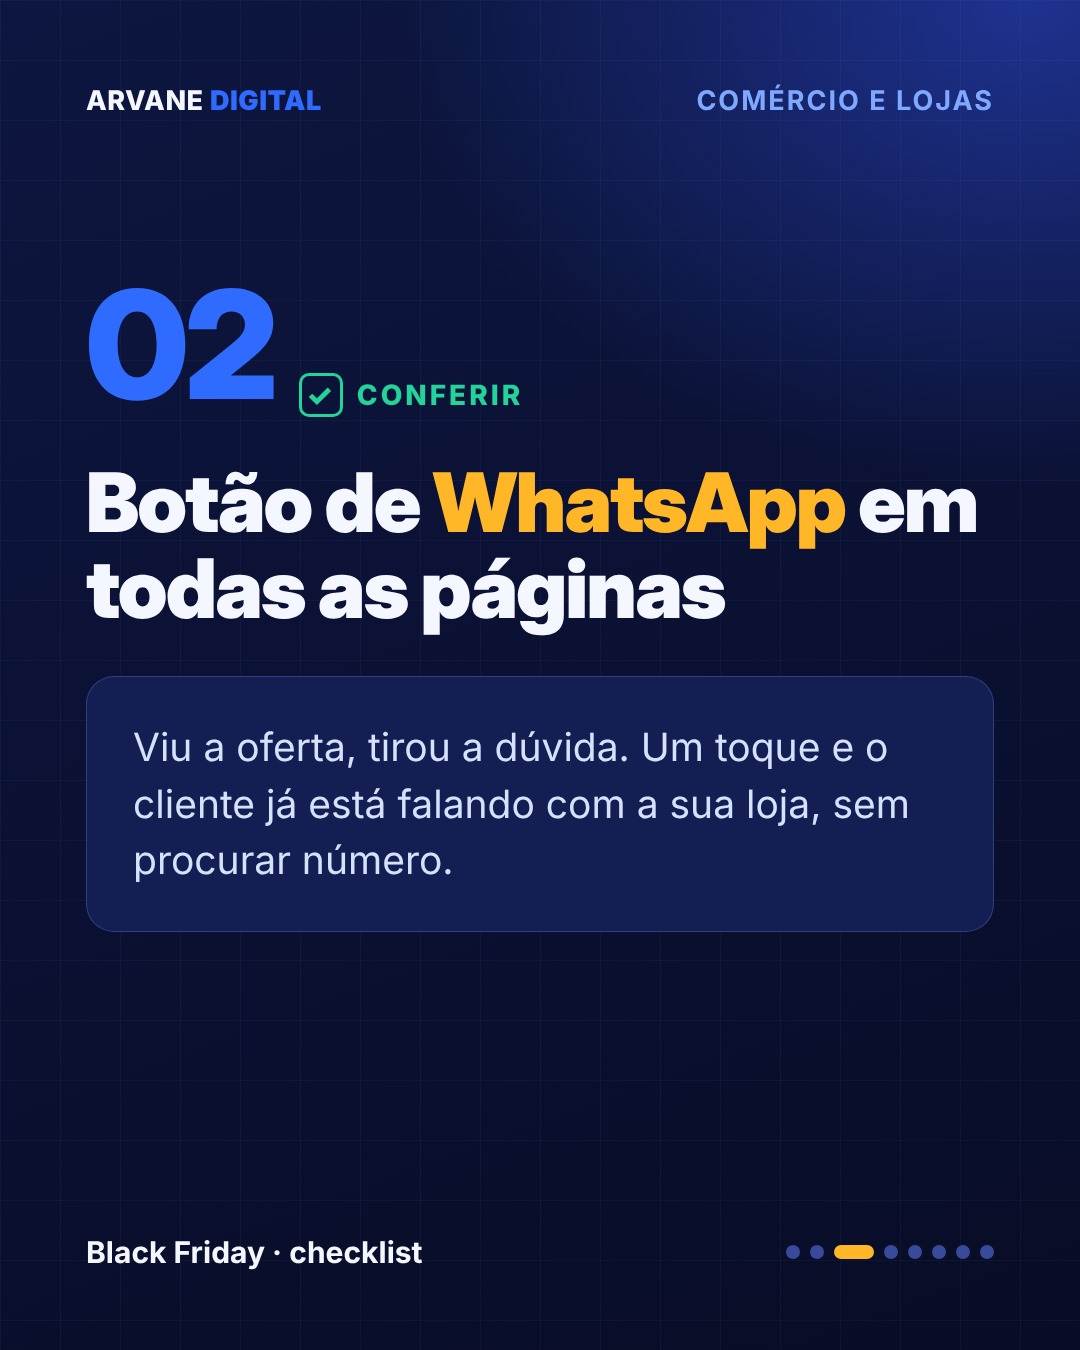 ARVANE DIGITAL
COMÉRCIO E LOJAS
02
CONFERIR
Botão de WhatsApp em
todas as páginas
Viu a oferta, tirou a dúvida. Um toque e o
cliente já está falando com a sua loja, sem
procurar número.
Black Friday · checklist